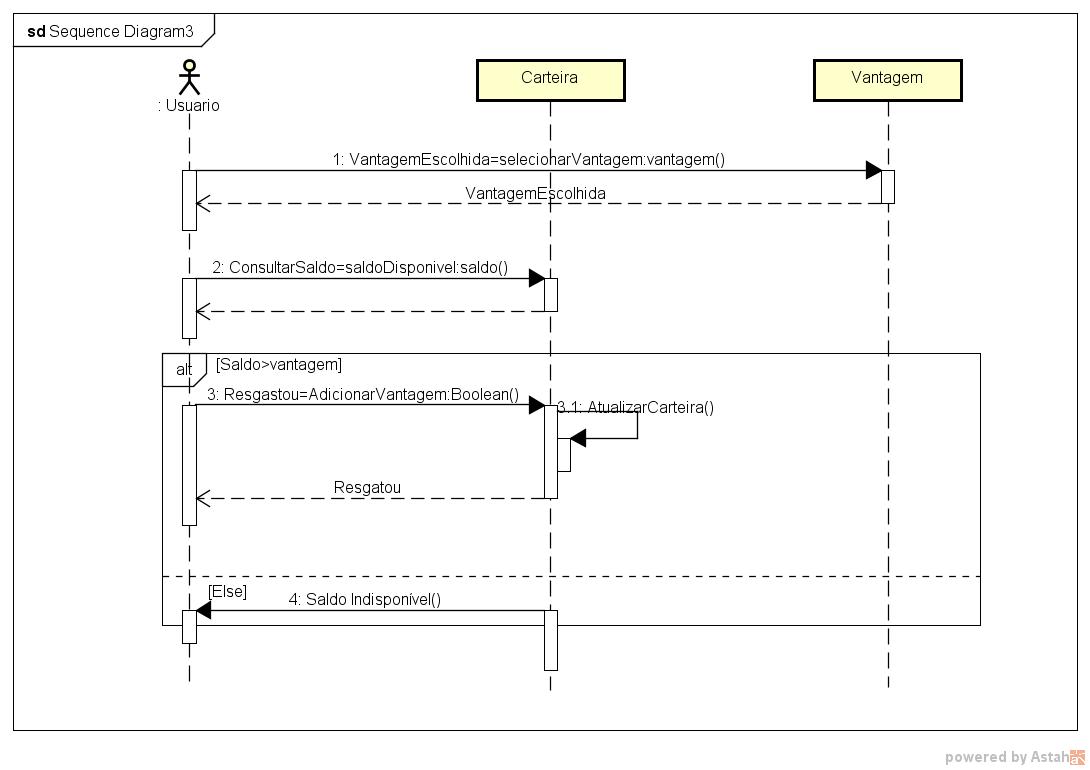 sd Sequence Diagram3
: Usuario
Carteira
Vantagem
1: VantagemEscolhida=selecionarVantagem:vantagem()
VantagemEscolhida
2: ConsultarSaldo=saldoDisponivel:saldo()
alt
[Saldo>vantagem]
3: Resgastou=AdicionarVantagem:Boolean()
3.1: AtualizarCarteira()
Resgatou
[Else]
4: Saldo Indisponível()
powered by Astah